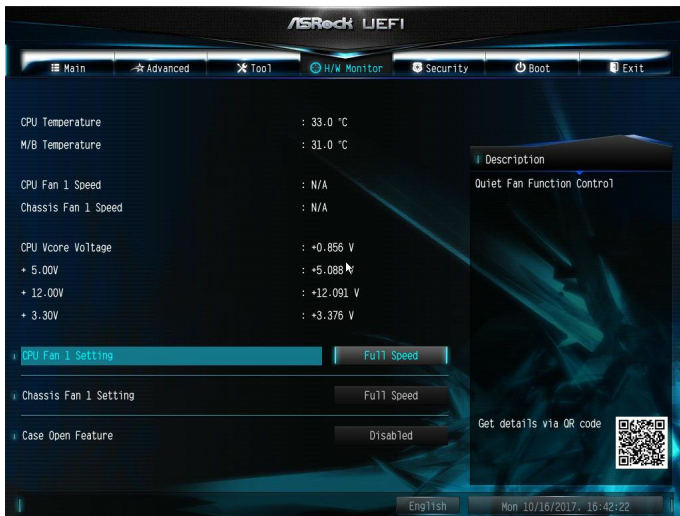 ASRock UEFI
Main Advanced Tool H/W Monitor Security Boot Exit
CPU Temperature : 33.0 °C
M/B Temperature : 31.0 °C
CPU Fan 1 Speed : N/A
Chassis Fan 1 Speed : N/A
CPU Vcore Voltage : +0.856 V
+ 5.00V : +5.088 V
+ 12.00V : +12.091 V
+ 3.30V : +3.376 V
CPU Fan 1 Setting Full Speed
Chassis Fan 1 Setting Full Speed
Case Open Feature Disabled
Description
Quiet Fan Function Control
Get details via QR code
English Mon 10/16/2017. 16:42:22